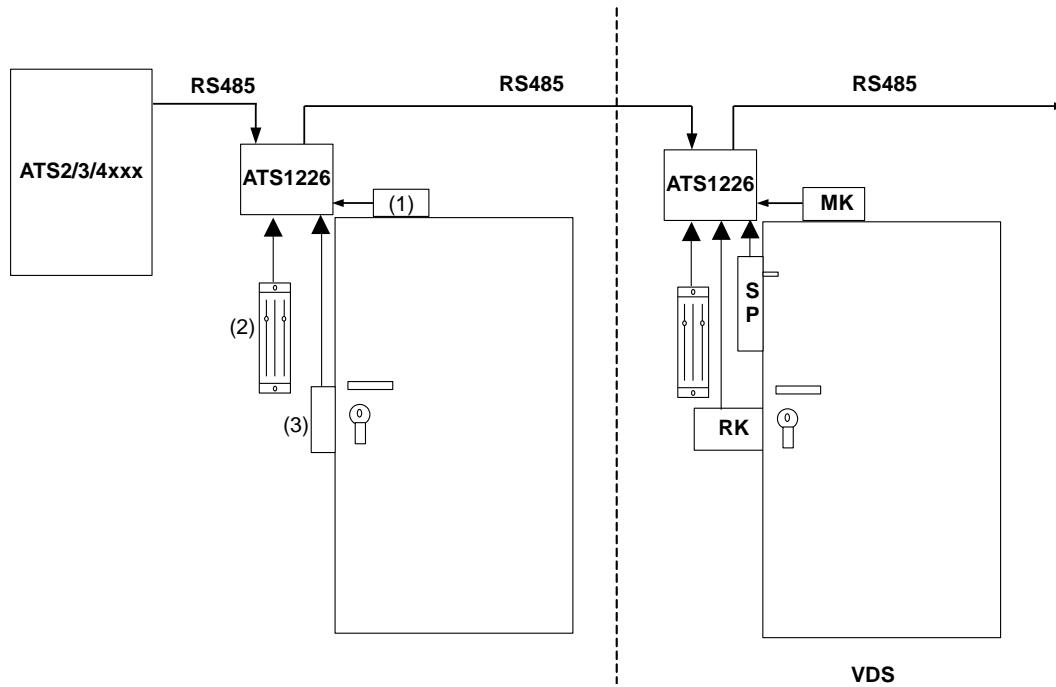 RS485
RS485
RS485
ATS2/3/4xxx
ATS1226
ATS1226
(1)
MK
S
P
(2)
(3)
RK
VDS